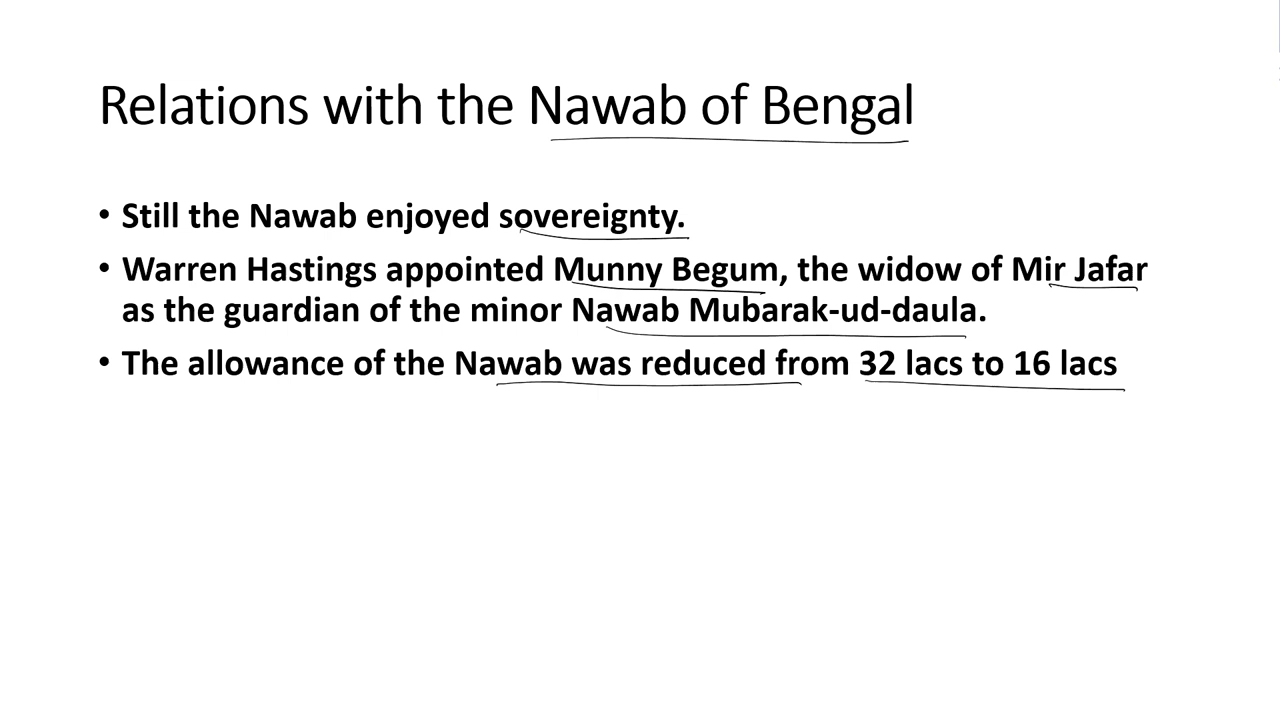 Relations with the Nawab of Bengal
• Still the Nawab enjoyed sovereignty.
• Warren Hastings appointed Munny Begum, the widow of Mir Jafar
as the guardian of the minor Nawab Mubarak-ud-daula.
• The allowance of the Nawab was reduced from 32 lacs to 16 lacs